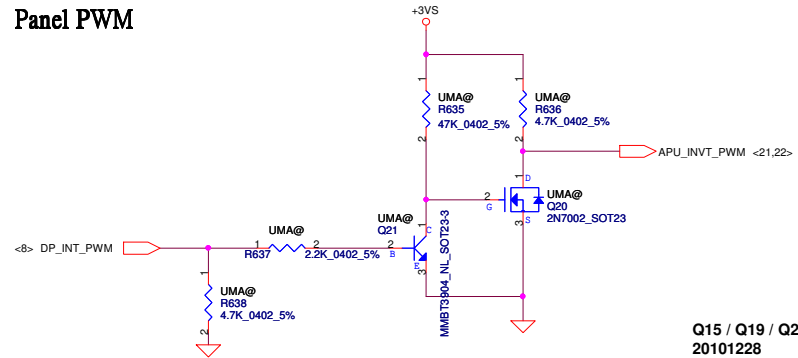 Panel PWM
+3VS
1
1
UMA@
R635
47K_0402_5%
2
UMA@
R636
4.7K_0402_5%
2
APU_INVT_PWM <21,22>
1 D
2
G
UMA@
Q20
2N7002_SOT23
S
3
UMA@
Q21
1
C
2
B
E
3
MMBT3904_NL_SOT23-3
<8> DP_INT_PWM
1
R637
UMA@
2
2.2K_0402_5%
1
UMA@
R638
4.7K_0402_5%
2
Q15 / Q19 / Q2
20101228